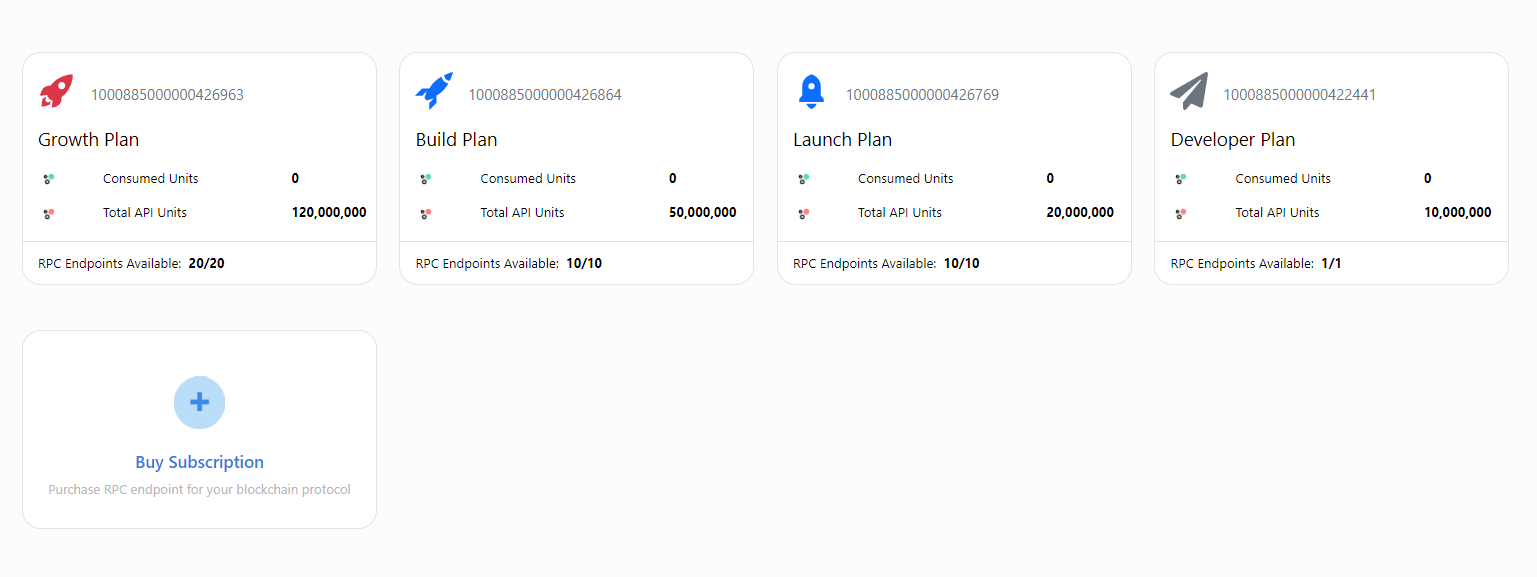 1000885000000426963
Growth Plan
Consumed Units 0
Total API Units 120,000,000
RPC Endpoints Available: 20/20
1000885000000426864
Build Plan
Consumed Units 0
Total API Units 50,000,000
RPC Endpoints Available: 10/10
1000885000000426769
Launch Plan
Consumed Units 0
Total API Units 20,000,000
RPC Endpoints Available: 10/10
1000885000000422441
Developer Plan
Consumed Units 0
Total API Units 10,000,000
RPC Endpoints Available: 1/1
Buy Subscription
Purchase RPC endpoint for your blockchain protocol